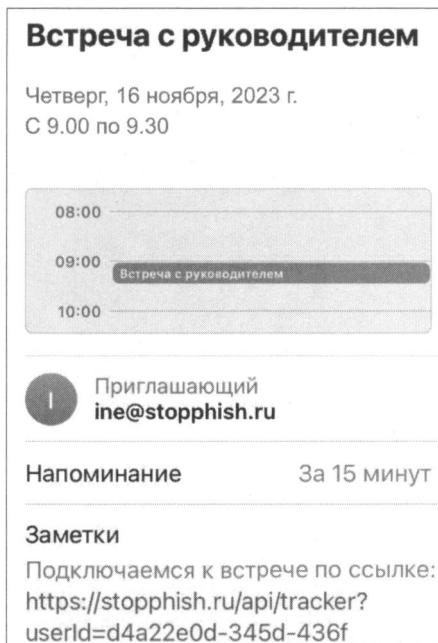 Встреча с руководителем
Четверг, 16 ноября, 2023 г.
С 9.00 по 9.30
08:00
09:00
Встреча с руководителем
10:00
I
Приглашающий
ine@stopphish.ru
Напоминание За 15 минут
Заметки
Подключаемся к встрече по ссылке:
https://stopphish.ru/api/tracker?
userId=d4a22e0d-345d-436f